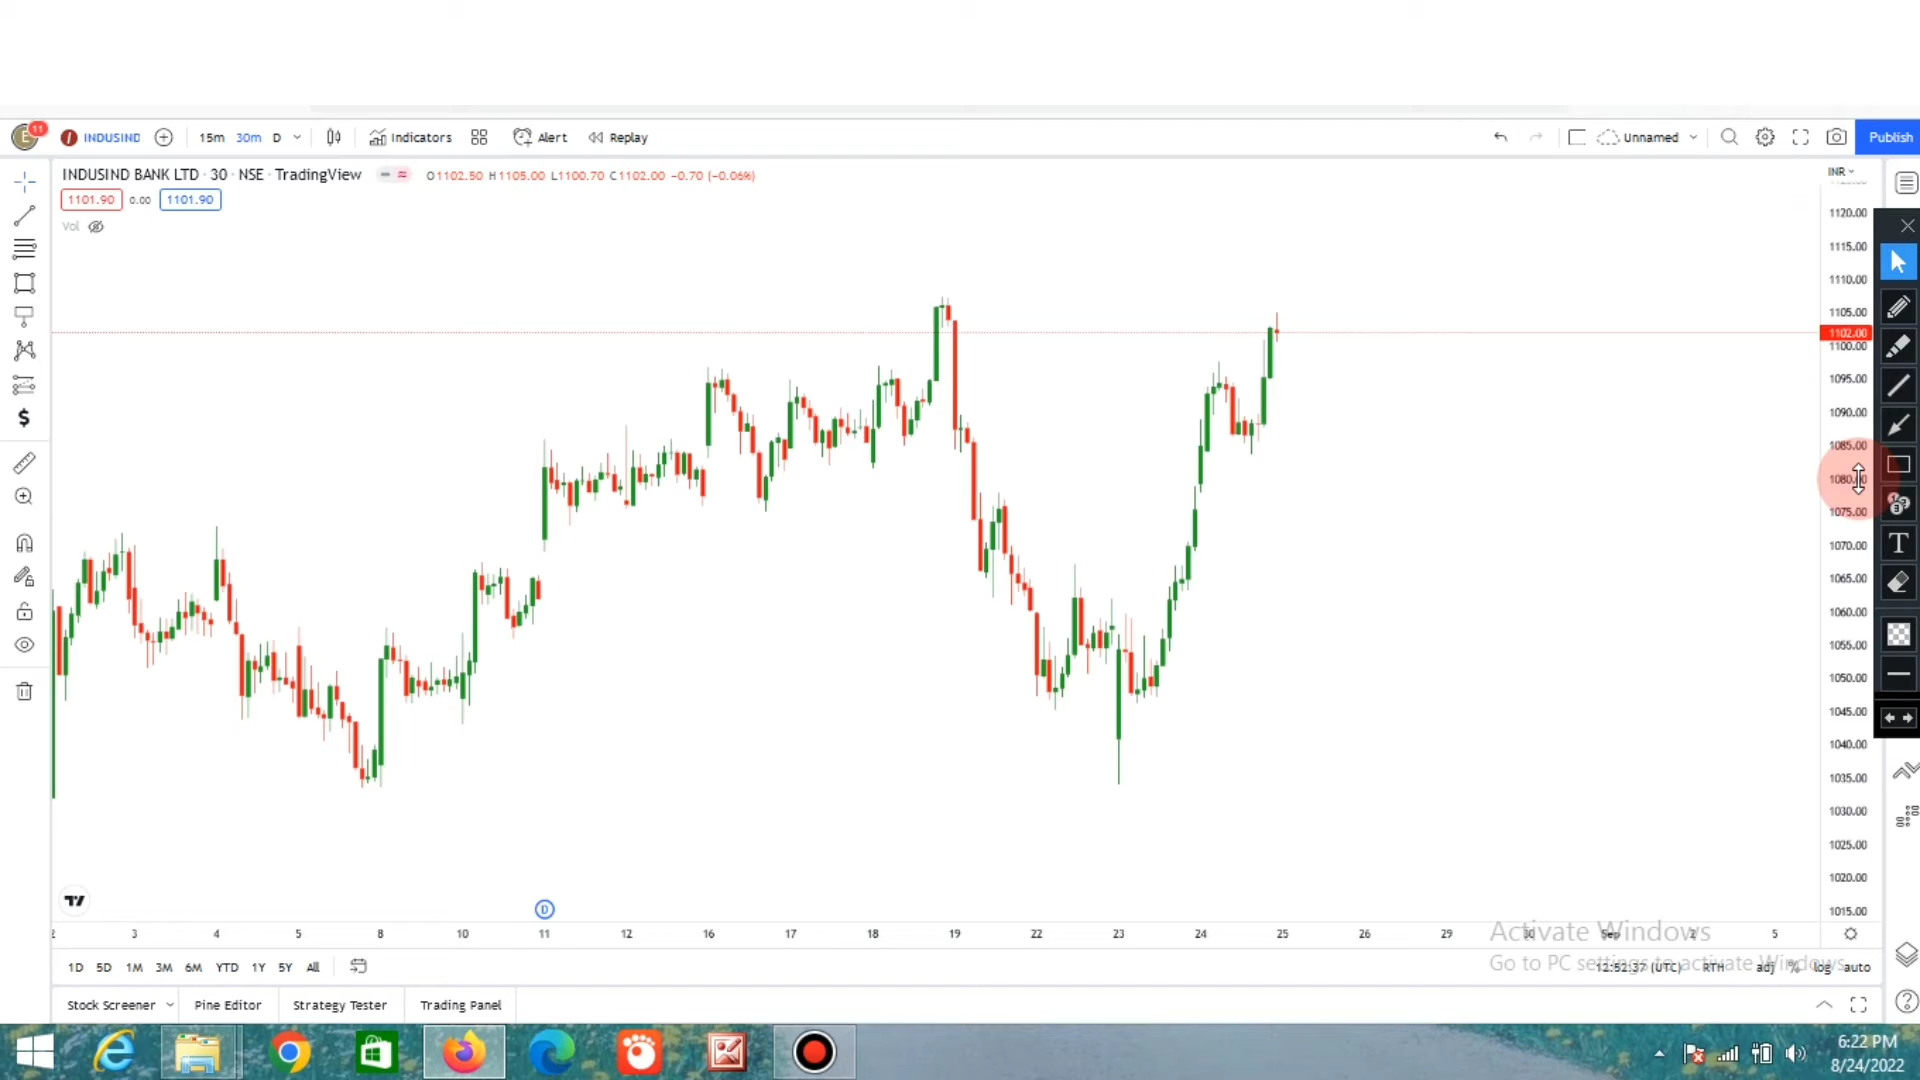 E 11 INDUSIND 15m 30m D Indicators Alert Replay Unnamed Publish
INDUSIND BANK LTD · 30 · NSE · TradingView O1102.50 H1105.00 L1100.70 C1102.00 −0.70 (−0.06%) INR
1101.90 0.00 1101.90
Vol
1120.00
1115.00
1110.00
1105.00
1102.00
1100.00
1095.00
1090.00
1085.00
1075.00
1070.00
1065.00
1060.00
1055.00
1050.00
1045.00
1040.00
1035.00
1030.00
1025.00
1020.00
1015.00
T
D
3 4 5 8 10 11 12 16 17 18 19 22 23 24 25 26 29 30 Sep 2 5
Activate Windows
Go to PC settings to activate Windows.
1D 5D 1M 3M 6M YTD 1Y 5Y All 12:52:37 (UTC) RTH adj % log auto
Stock Screener Pine Editor Strategy Tester Trading Panel
6:22 PM
8/24/2022